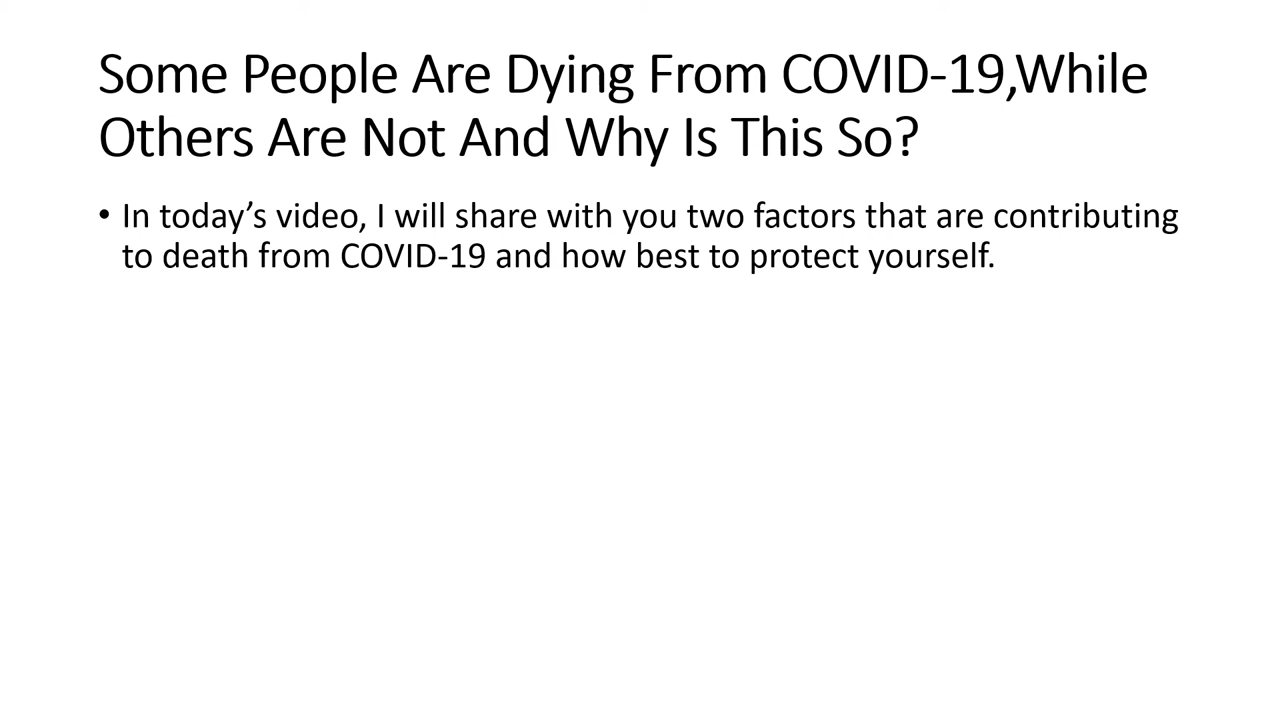 Some People Are Dying From COVID-19,While
Others Are Not And Why Is This So?
• In today’s video, I will share with you two factors that are contributing
to death from COVID-19 and how best to protect yourself.